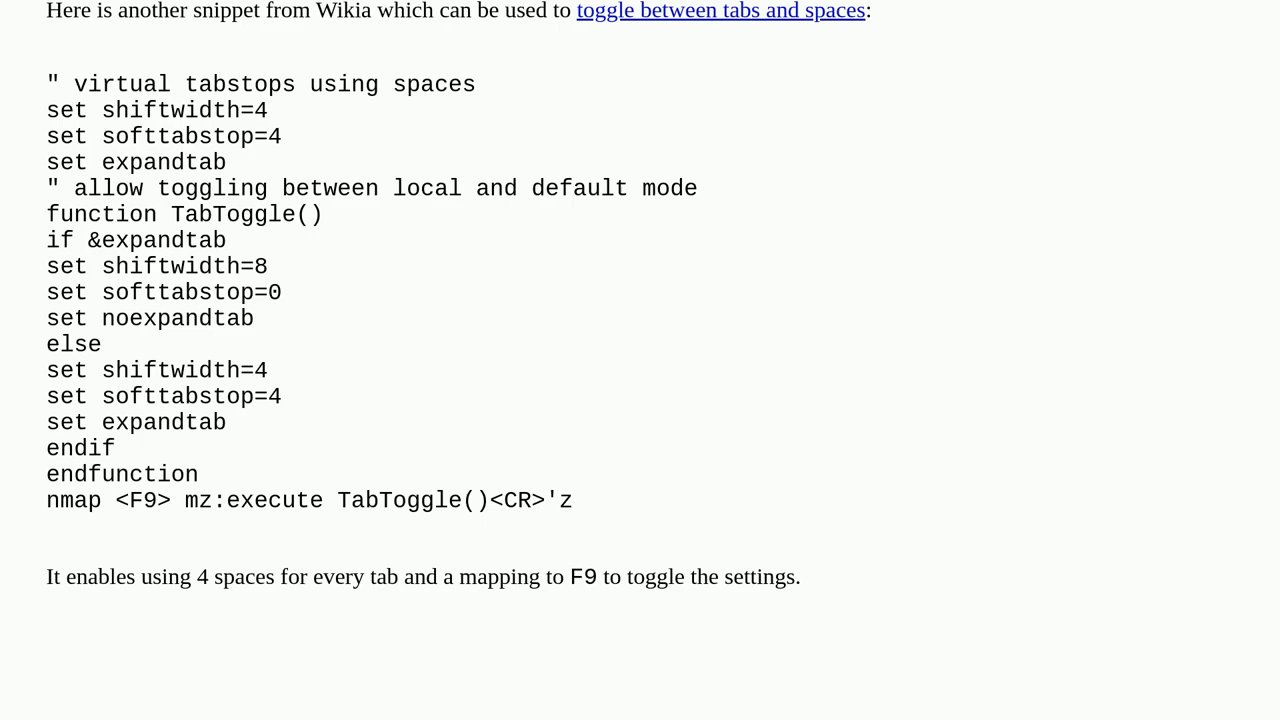 Here is another snippet from Wikia which can be used to toggle between tabs and spaces:
" virtual tabstops using spaces
set shiftwidth=4
set softtabstop=4
set expandtab
" allow toggling between local and default mode
function TabToggle()
if &expandtab
set shiftwidth=8
set softtabstop=0
set noexpandtab
else
set shiftwidth=4
set softtabstop=4
set expandtab
endif
endfunction
nmap <F9> mz:execute TabToggle()<CR>'z
It enables using 4 spaces for every tab and a mapping to F9 to toggle the settings.